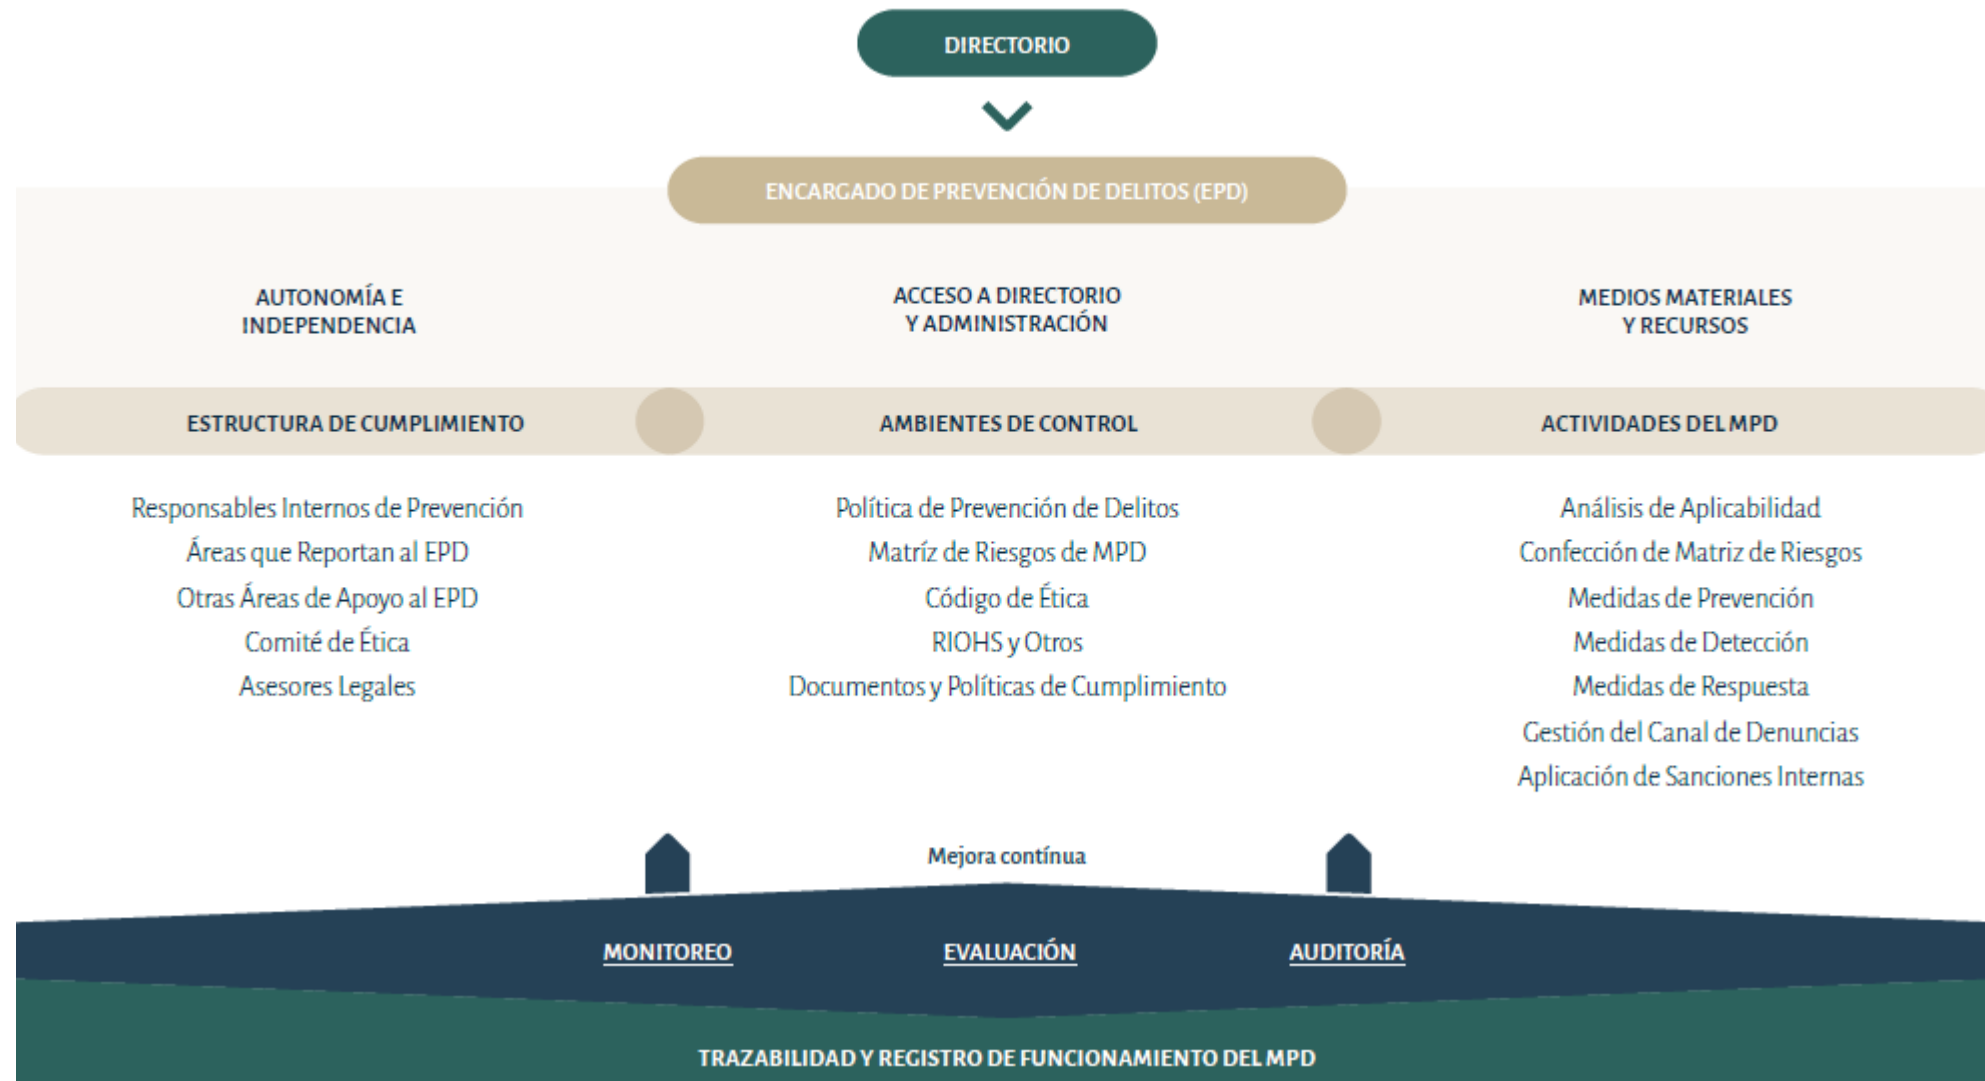 DIRECTORIO
ENCARGADO DE PREVENCIÓN DE DELITOS (EPD)
AUTONOMÍA E
INDEPENDENCIA
ACCESO A DIRECTORIO
Y ADMINISTRACIÓN
MEDIOS MATERIALES
Y RECURSOS
ESTRUCTURA DE CUMPLIMIENTO
Responsables Internos de Prevención
Áreas que Reportan al EPD
Otras Áreas de Apoyo al EPD
Comité de Ética
Asesores Legales
AMBIENTES DE CONTROL
Política de Prevención de Delitos
Matríz de Riesgos de MPD
Código de Ética
RIOHS y Otros
Documentos y Políticas de Cumplimiento
ACTIVIDADES DEL MPD
Análisis de Aplicabilidad
Confección de Matriz de Riesgos
Medidas de Prevención
Medidas de Detección
Medidas de Respuesta
Gestión del Canal de Denuncias
Aplicación de Sanciones Internas
Mejora contínua
MONITOREO
EVALUACIÓN
AUDITORÍA
TRAZABILIDAD Y REGISTRO DE FUNCIONAMIENTO DEL MPD